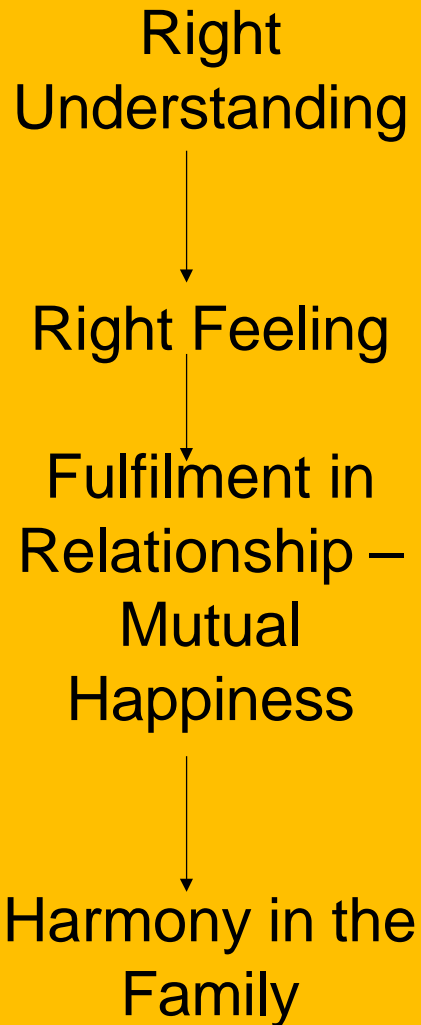 Right
Understanding
Right Feeling
Fulfilment in
Relationship –
Mutual
Happiness
Harmony in the
Family